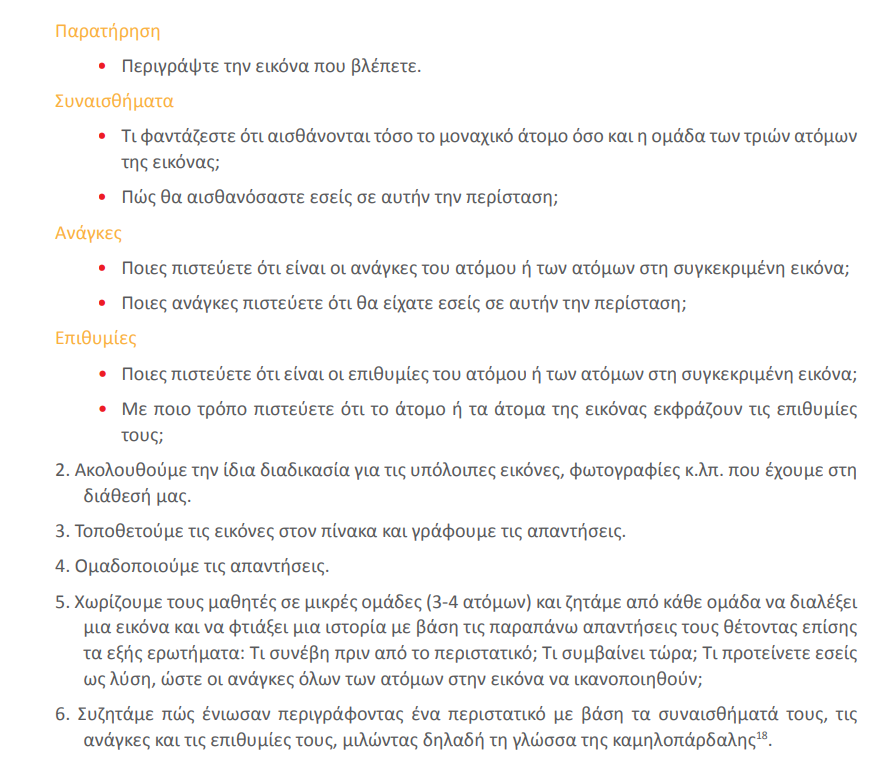 Παρατήρηση
• Περιγράψτε την εικόνα που βλέπετε.
Συναισθήματα
• Τι φαντάζεστε ότι αισθάνονται τόσο το μοναχικό άτομο όσο και η ομάδα των τριών ατόμων
της εικόνας;
• Πώς θα αισθανόσαστε εσείς σε αυτήν την περίσταση;
Ανάγκες
• Ποιες πιστεύετε ότι είναι οι ανάγκες του ατόμου ή των ατόμων στη συγκεκριμένη εικόνα;
• Ποιες ανάγκες πιστεύετε ότι θα είχατε εσείς σε αυτήν την περίσταση;
Επιθυμίες
• Ποιες πιστεύετε ότι είναι οι επιθυμίες του ατόμου ή των ατόμων στη συγκεκριμένη εικόνα;
• Με ποιο τρόπο πιστεύετε ότι το άτομο ή τα άτομα της εικόνας εκφράζουν τις επιθυμίες
τους;
2. Ακολουθούμε την ίδια διαδικασία για τις υπόλοιπες εικόνες, φωτογραφίες κ.λπ. που έχουμε στη
διάθεσή μας.
3. Τοποθετούμε τις εικόνες στον πίνακα και γράφουμε τις απαντήσεις.
4. Ομαδοποιούμε τις απαντήσεις.
5. Χωρίζουμε τους μαθητές σε μικρές ομάδες (3-4 ατόμων) και ζητάμε από κάθε ομάδα να διαλέξει
μια εικόνα και να φτιάξει μια ιστορία με βάση τις παραπάνω απαντήσεις τους θέτοντας επίσης
τα εξής ερωτήματα: Τι συνέβη πριν από το περιστατικό; Τι συμβαίνει τώρα; Τι προτείνετε εσείς
ως λύση, ώστε οι ανάγκες όλων των ατόμων στην εικόνα να ικανοποιηθούν;
6. Συζητάμε πώς ένιωσαν περιγράφοντας ένα περιστατικό με βάση τα συναισθήματά τους, τις
ανάγκες και τις επιθυμίες τους, μιλώντας δηλαδή τη γλώσσα της καμηλοπάρδαλης¹⁸.